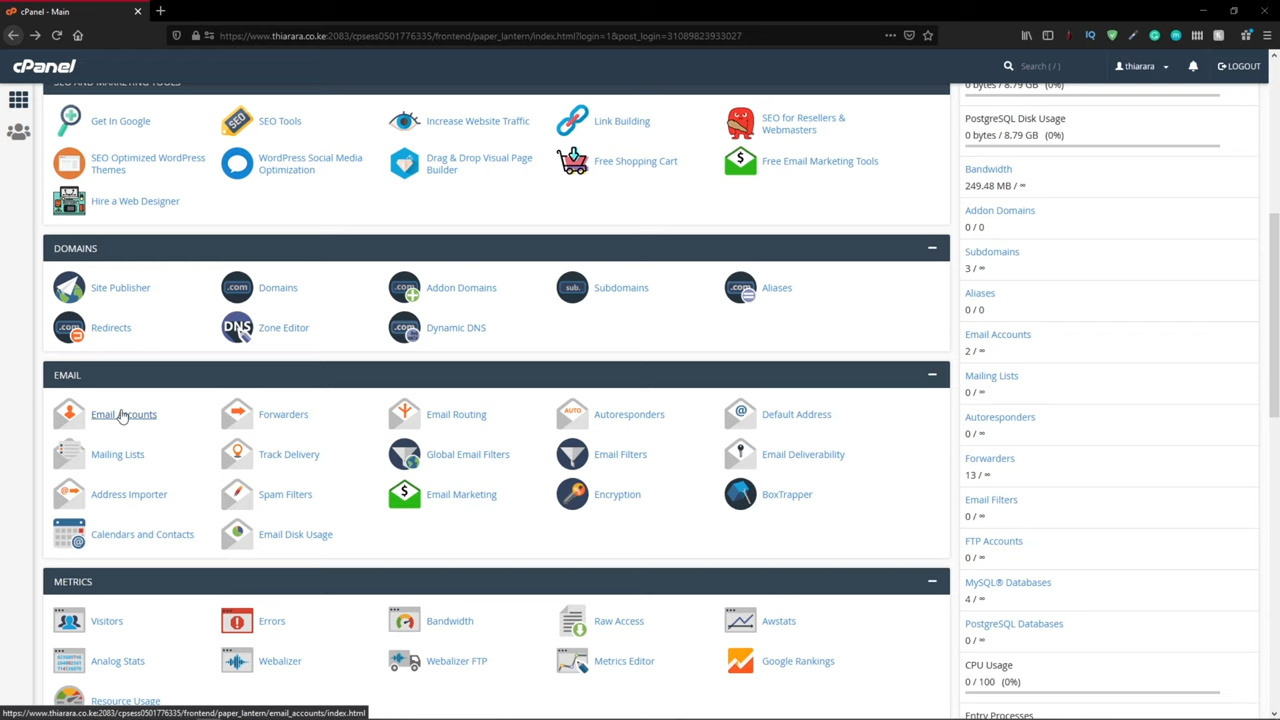 cPanel - Main
https://www.thiarara.co.ke:2083/cpsess0501776335/frontend/paper_lantern/index.html?login=1&post_login=31089823933027
cPanel
Search ( / )
thiarara
LOGOUT
SEO AND MARKETING TOOLS
Get In Google
SEO Tools
Increase Website Traffic
Link Building
SEO for Resellers &
Webmasters
SEO Optimized WordPress
Themes
WordPress Social Media
Optimization
Drag & Drop Visual Page
Builder
Free Shopping Cart
Free Email Marketing Tools
Hire a Web Designer
DOMAINS
Site Publisher
Domains
Addon Domains
Subdomains
Aliases
Redirects
Zone Editor
Dynamic DNS
EMAIL
Email Accounts
Forwarders
Email Routing
Autoresponders
Default Address
Mailing Lists
Track Delivery
Global Email Filters
Email Filters
Email Deliverability
Address Importer
Spam Filters
Email Marketing
Encryption
BoxTrapper
Calendars and Contacts
Email Disk Usage
METRICS
Visitors
Errors
Bandwidth
Raw Access
Awstats
Analog Stats
Webalizer
Webalizer FTP
Metrics Editor
Google Rankings
Resource Usage
0 bytes / 8.79 GB (0%)
PostgreSQL Disk Usage
0 bytes / 8.79 GB (0%)
Bandwidth
249.48 MB / ∞
Addon Domains
0 / 0
Subdomains
3 / ∞
Aliases
0 / 0
Email Accounts
2 / ∞
Mailing Lists
0 / ∞
Autoresponders
0 / ∞
Forwarders
13 / ∞
Email Filters
0 / ∞
FTP Accounts
0 / ∞
MySQL® Databases
4 / ∞
PostgreSQL Databases
0 / ∞
CPU Usage
0 / 100 (0%)
Entry Processes
https://www.thiarara.co.ke:2083/cpsess0501776335/frontend/paper_lantern/email_accounts/index.html